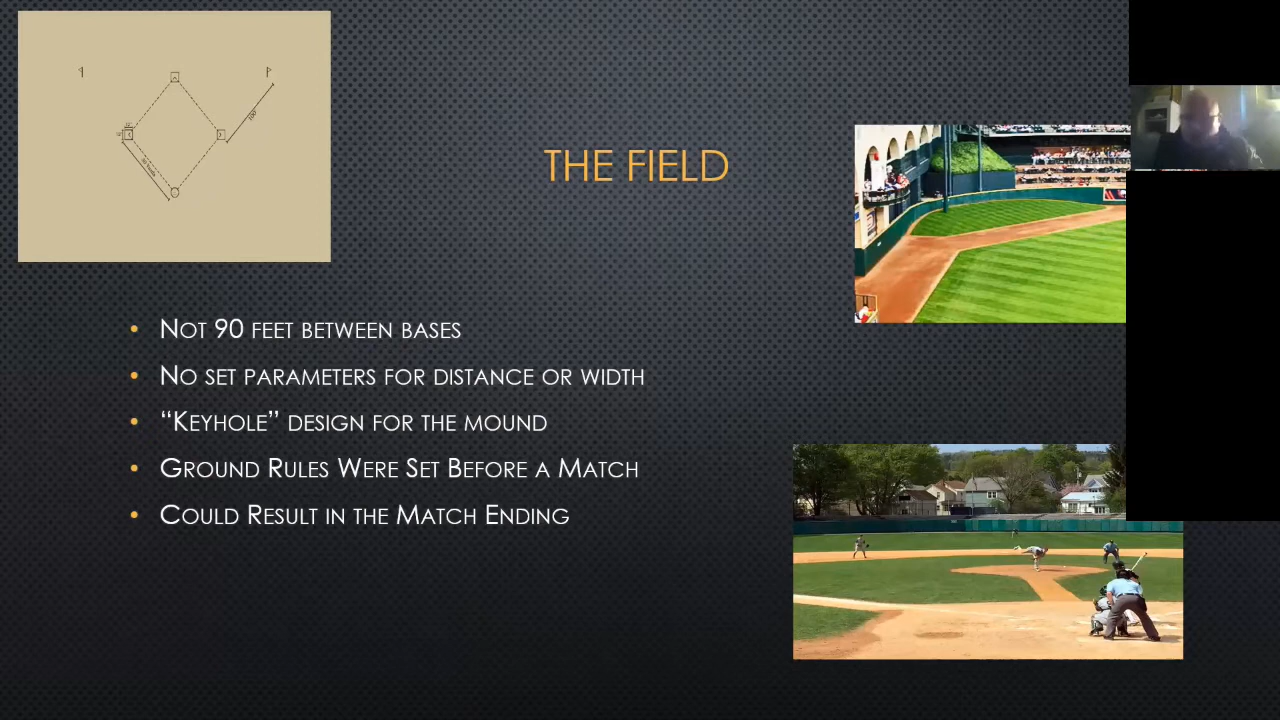 THE FIELD
100'
• NOT 90 FEET BETWEEN BASES
• NO SET PARAMETERS FOR DISTANCE OR WIDTH
• “KEYHOLE” DESIGN FOR THE MOUND
• GROUND RULES WERE SET BEFORE A MATCH
• COULD RESULT IN THE MATCH ENDING